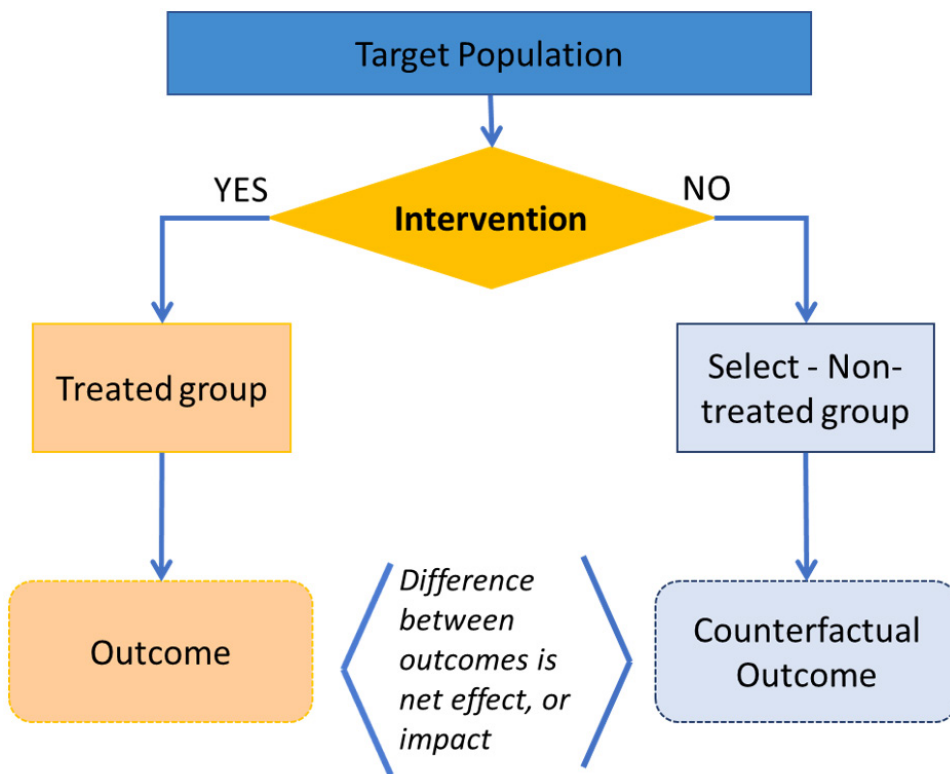 Target Population
YES
NO
Intervention
Treated group
Select - Non-
treated group
Outcome
Difference
between
outcomes is
net effect, or
impact
Counterfactual
Outcome